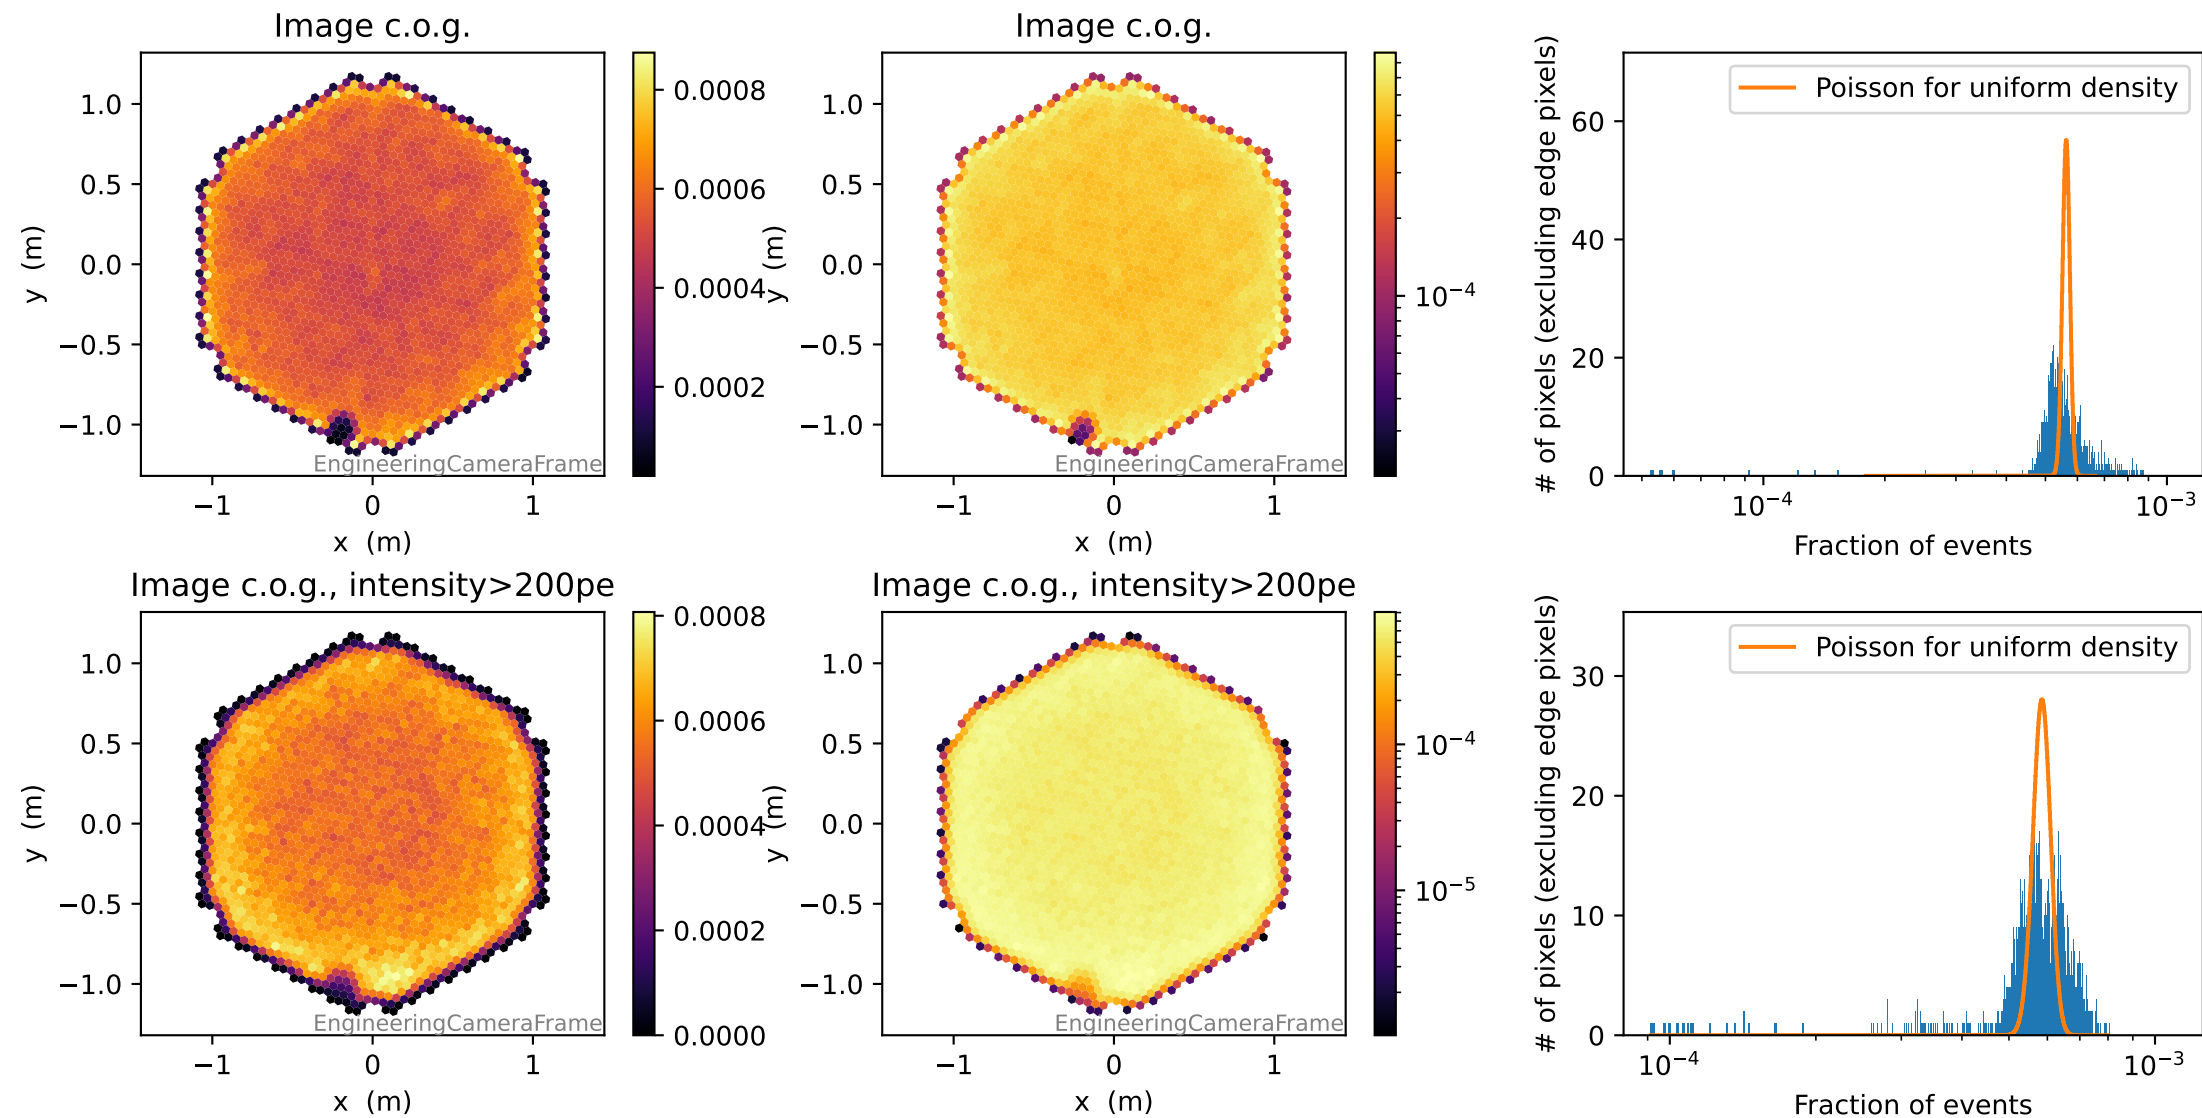 Image c.o.g.
1.0
0.5
0.0
−0.5
−1.0
y (m)
−1
0
1
x (m)
EngineeringCameraFrame
0.0008
0.0006
0.0004
0.0002
Image c.o.g.
1.0
0.5
0.0
−0.5
−1.0
y (m)
−1
0
1
x (m)
EngineeringCameraFrame
10⁻⁴
Poisson for uniform density
60
40
20
0
# of pixels (excluding edge pixels)
10⁻⁴
10⁻³
Fraction of events
Image c.o.g., intensity>200pe
1.0
0.5
0.0
−0.5
−1.0
y (m)
−1
0
1
x (m)
EngineeringCameraFrame
0.0008
0.0006
0.0004
0.0002
0.0000
Image c.o.g., intensity>200pe
1.0
0.5
0.0
−0.5
−1.0
y (m)
−1
0
1
x (m)
EngineeringCameraFrame
10⁻⁴
10⁻⁵
Poisson for uniform density
30
20
10
0
# of pixels (excluding edge pixels)
10⁻⁴
10⁻³
Fraction of events